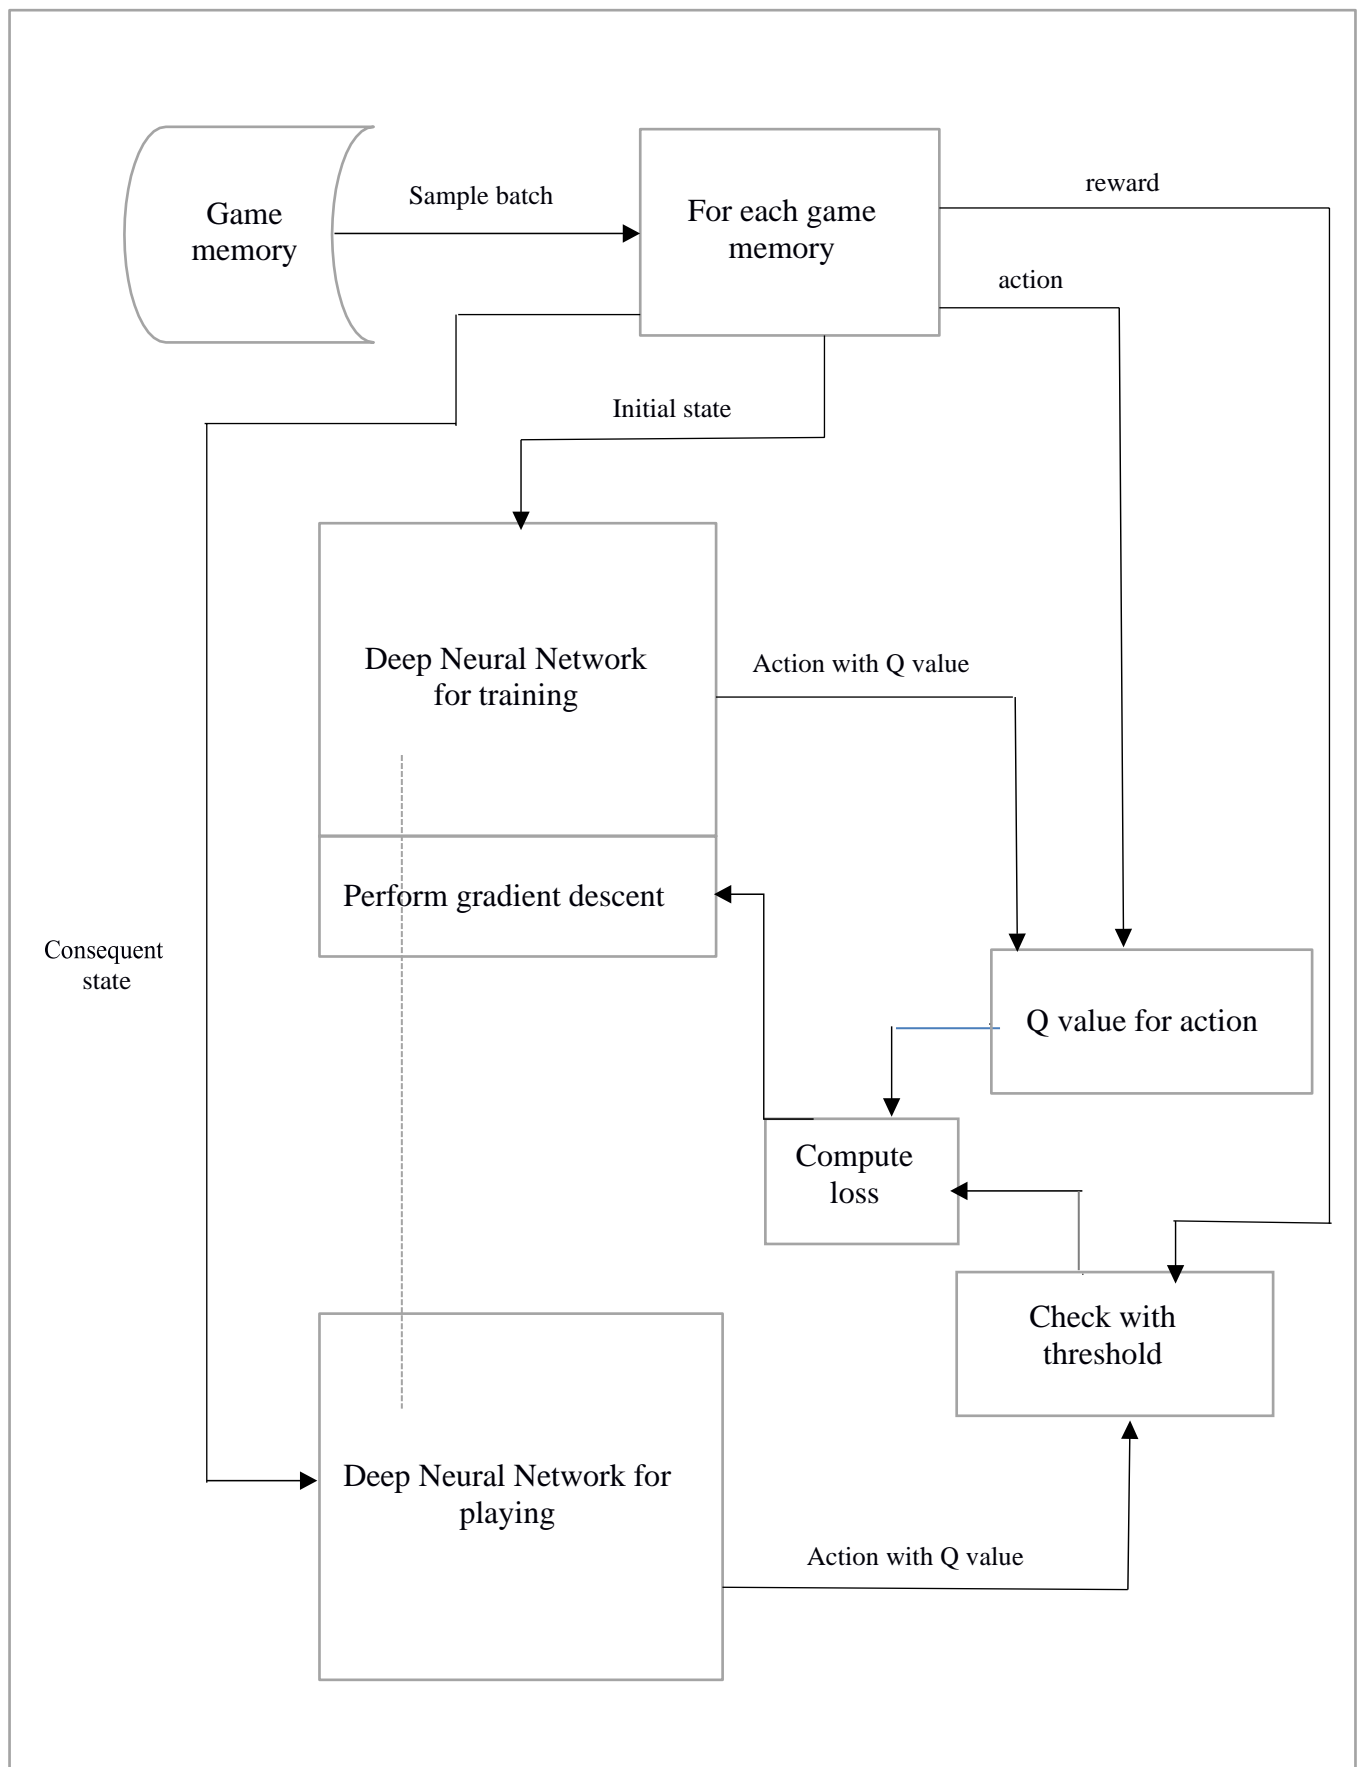 Game
memory
Sample batch
For each game
memory
reward
action
Initial state
Deep Neural Network
for training
Action with Q value
Perform gradient descent
Consequent
state
Q value for action
Compute
loss
Check with
threshold
Deep Neural Network for
playing
Action with Q value